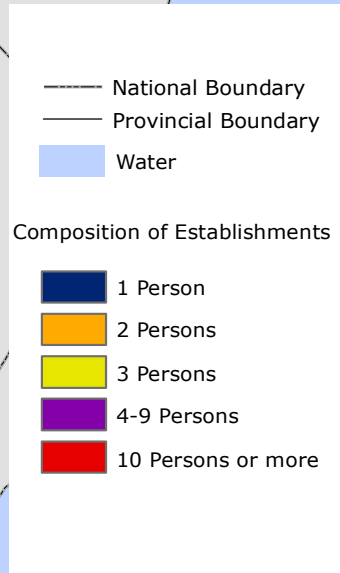 National Boundary
Provincial Boundary
Water
Composition of Establishments
1 Person
2 Persons
3 Persons
4-9 Persons
10 Persons or more